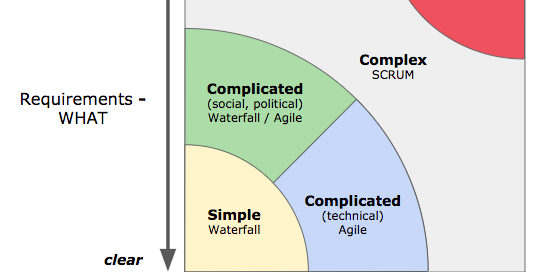 Complex
SCRUM
Complicated
(social, political)
Waterfall / Agile
Requirements -
WHAT
Complicated
(technical)
Agile
Simple
Waterfall
clear